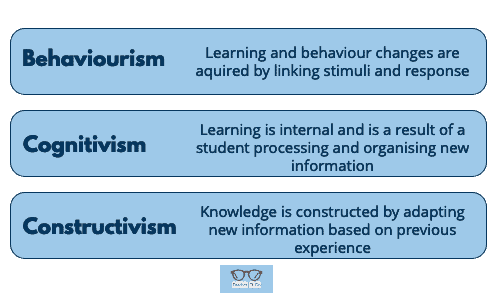 Behaviourism
Learning and behaviour changes are
aquired by linking stimuli and response
Cognitivism
Learning is internal and is a result of a
student processing and organising new
information
Constructivism
Knowledge is constructed by adapting
new information based on previous
experience